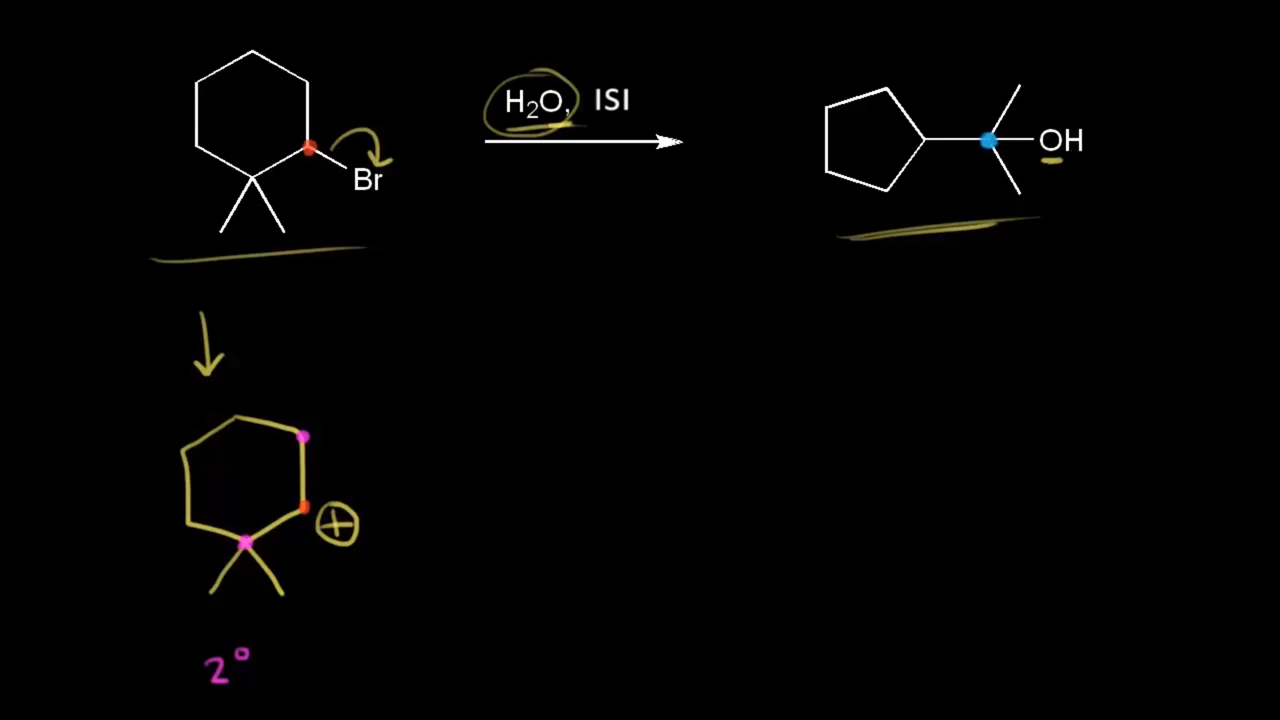 H₂O, ISI
Br
OH
+
2°